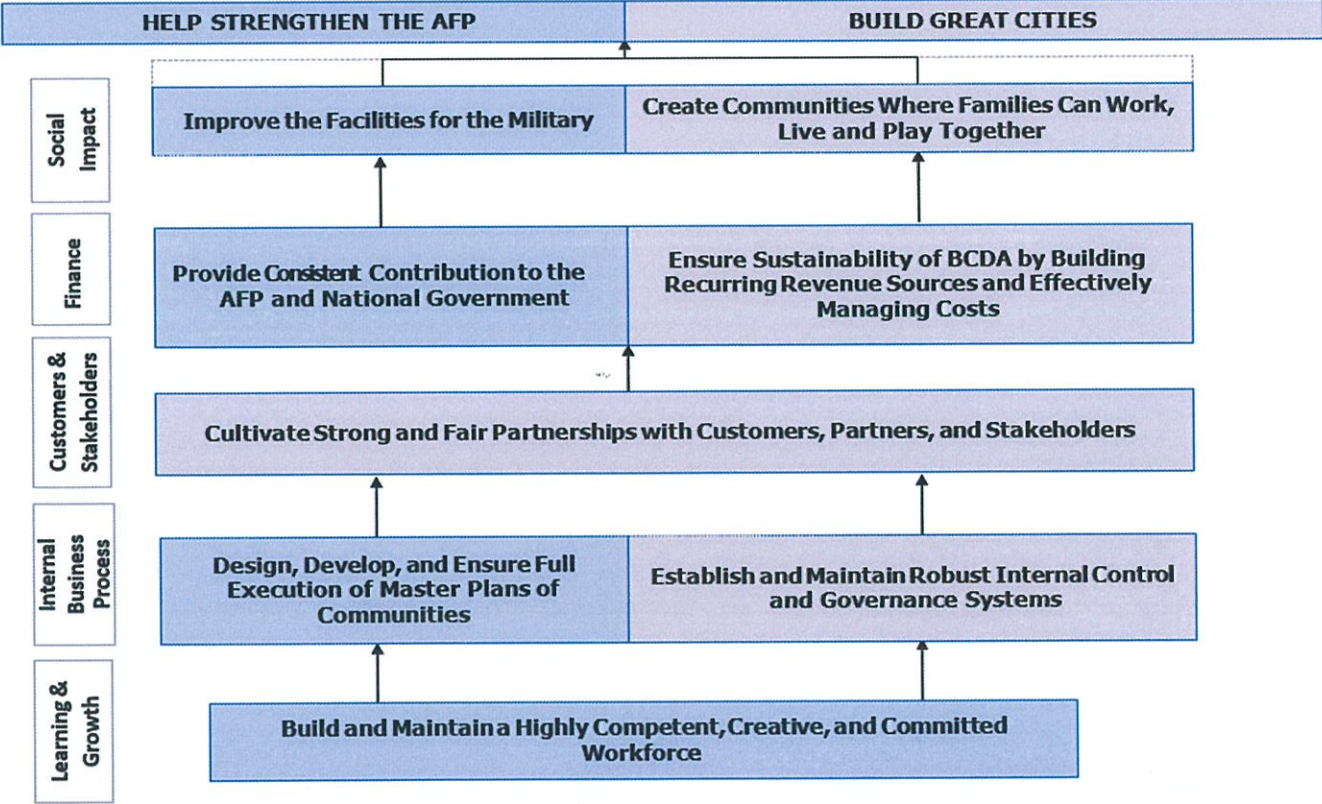 HELP STRENGTHEN THE AFP
BUILD GREAT CITIES
Social
Impact
Improve the Facilities for the Military
Create Communities Where Families Can Work,
Live and Play Together
Finance
Provide Consistent Contribution to the
AFP and National Government
Ensure Sustainability of BCDA by Building
Recurring Revenue Sources and Effectively
Managing Costs
Customers &
Stakeholders
Cultivate Strong and Fair Partnerships with Customers, Partners, and Stakeholders
Internal
Business
Process
Design, Develop, and Ensure Full
Execution of Master Plans of
Communities
Establish and Maintain Robust Internal Control
and Governance Systems
Learning &
Growth
Build and Maintain a Highly Competent, Creative, and Committed
Workforce